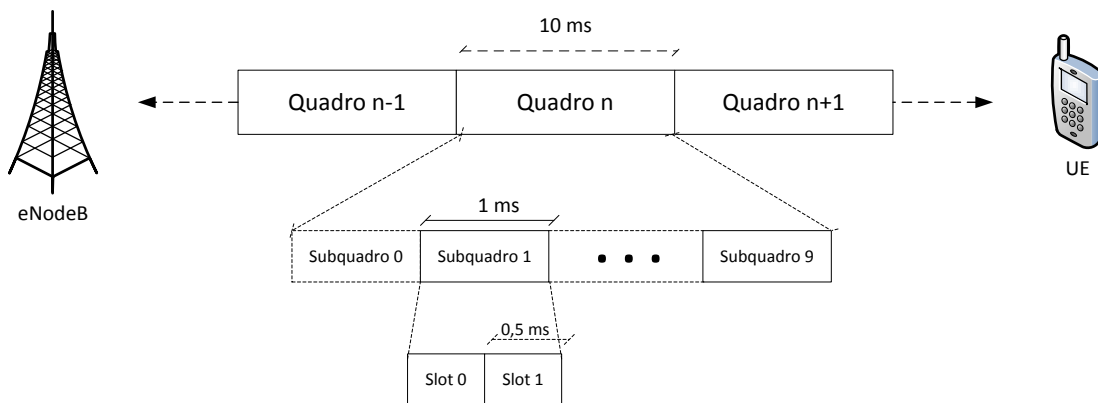 10 ms
Quadro n-1
Quadro n
Quadro n+1
eNodeB
UE
1 ms
Subquadro 0
Subquadro 1
Subquadro 9
0,5 ms
Slot 0
Slot 1